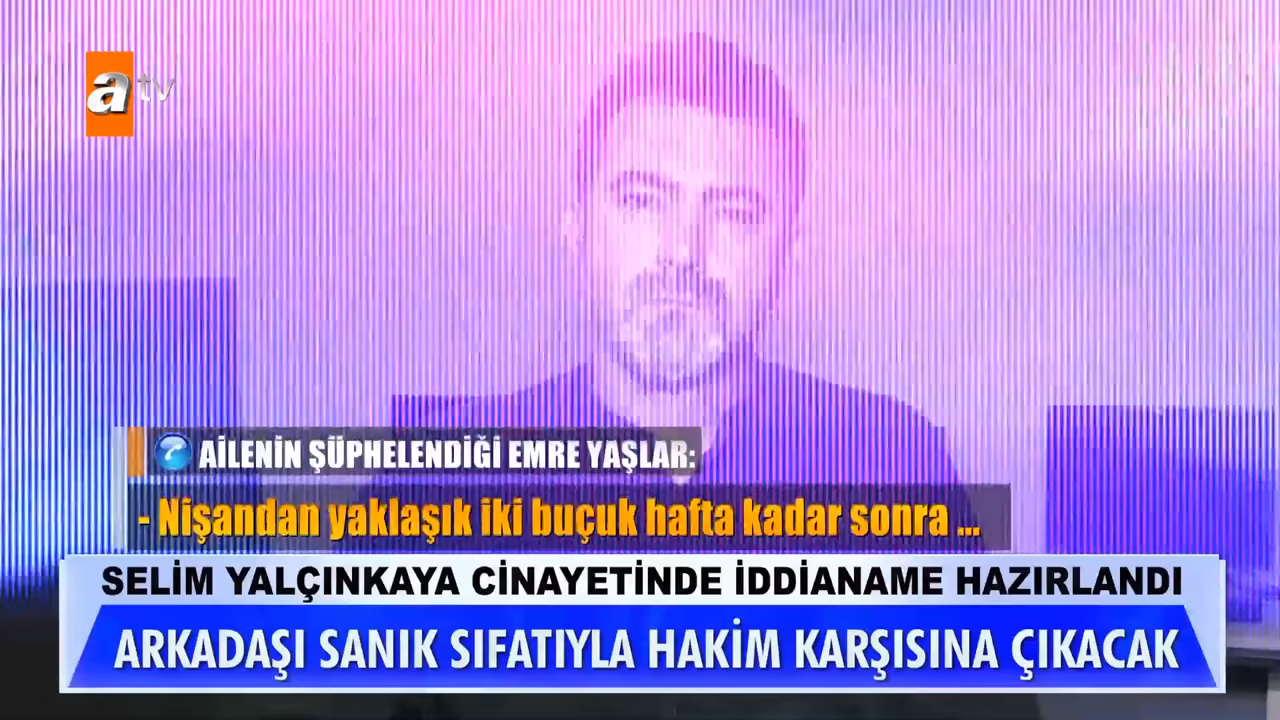 atv
AİLENİN ŞÜPHELENDİĞİ EMRE YAŞLAR:
- Nişandan yaklaşık iki buçuk hafta kadar sonra ...
SELİM YALÇINKAYA CİNAYETİNDE İDDİANAME HAZIRLANDI
ARKADAŞI SANIK SIFATIYLA HAKİM KARŞISINA ÇIKACAK